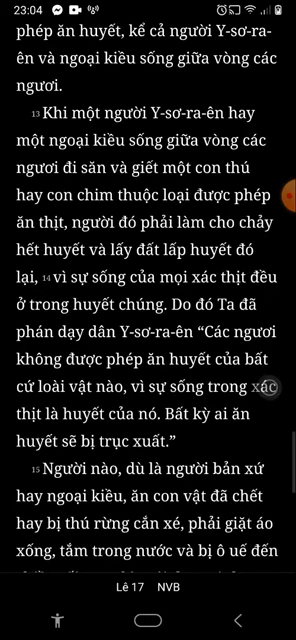 23:04
phép ăn huyết, kể cả người Y-sơ-ra-
ên và ngoại kiều sống giữa vòng các
ngươi.
13 Khi một người Y-sơ-ra-ên hay
một ngoại kiều sống giữa vòng các
ngươi đi săn và giết một con thú
hay con chim thuộc loại được phép
ăn thịt, người đó phải làm cho chảy
hết huyết và lấy đất lấp huyết đó
lại, 14 vì sự sống của mọi xác thịt đều
ở trong huyết chúng. Do đó Ta đã
phán dạy dân Y-sơ-ra-ên “Các ngươi
không được phép ăn huyết của bất
cứ loài vật nào, vì sự sống trong xác
thịt là huyết của nó. Bất kỳ ai ăn
huyết sẽ bị trục xuất.”
15 Người nào, dù là người bản xứ
hay ngoại kiều, ăn con vật đã chết
hay bị thú rừng cắn xé, phải giặt áo
xống, tắm trong nước và bị ô uế đến
Lê 17 NVB